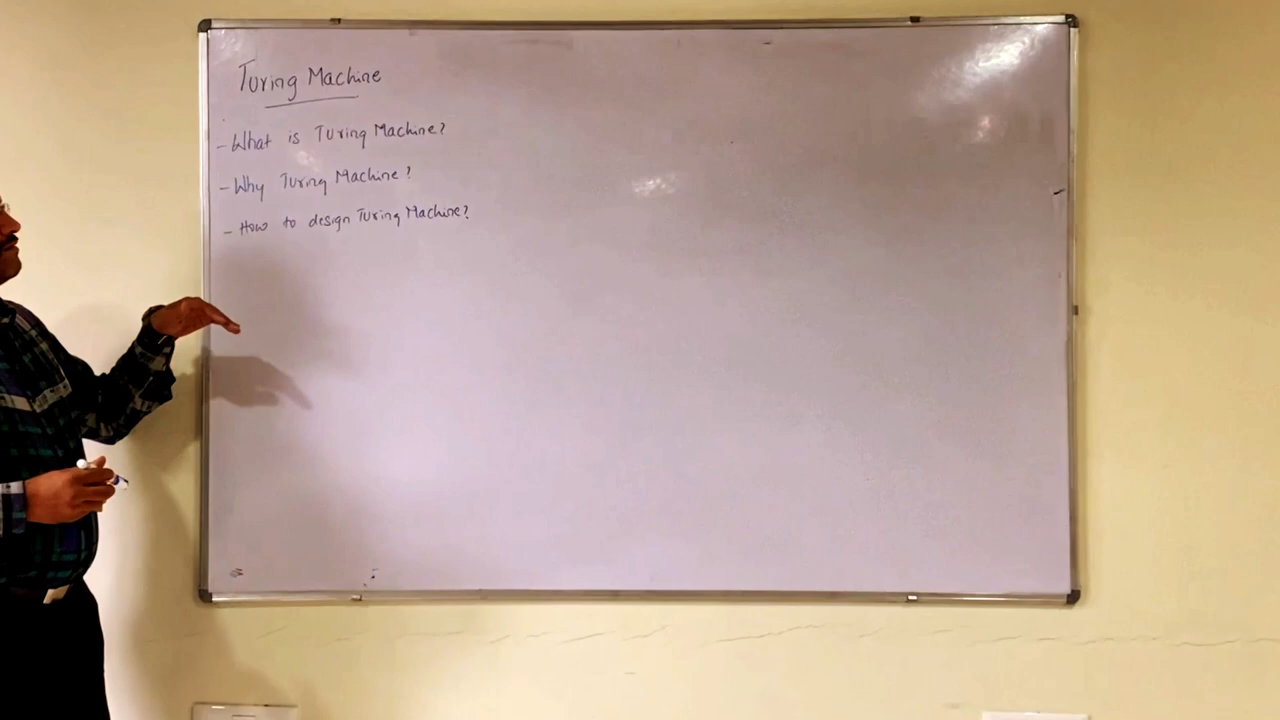 Turing Machine
- What is Turing Machine?
- Why Turing Machine?
- How to design Turing Machine?